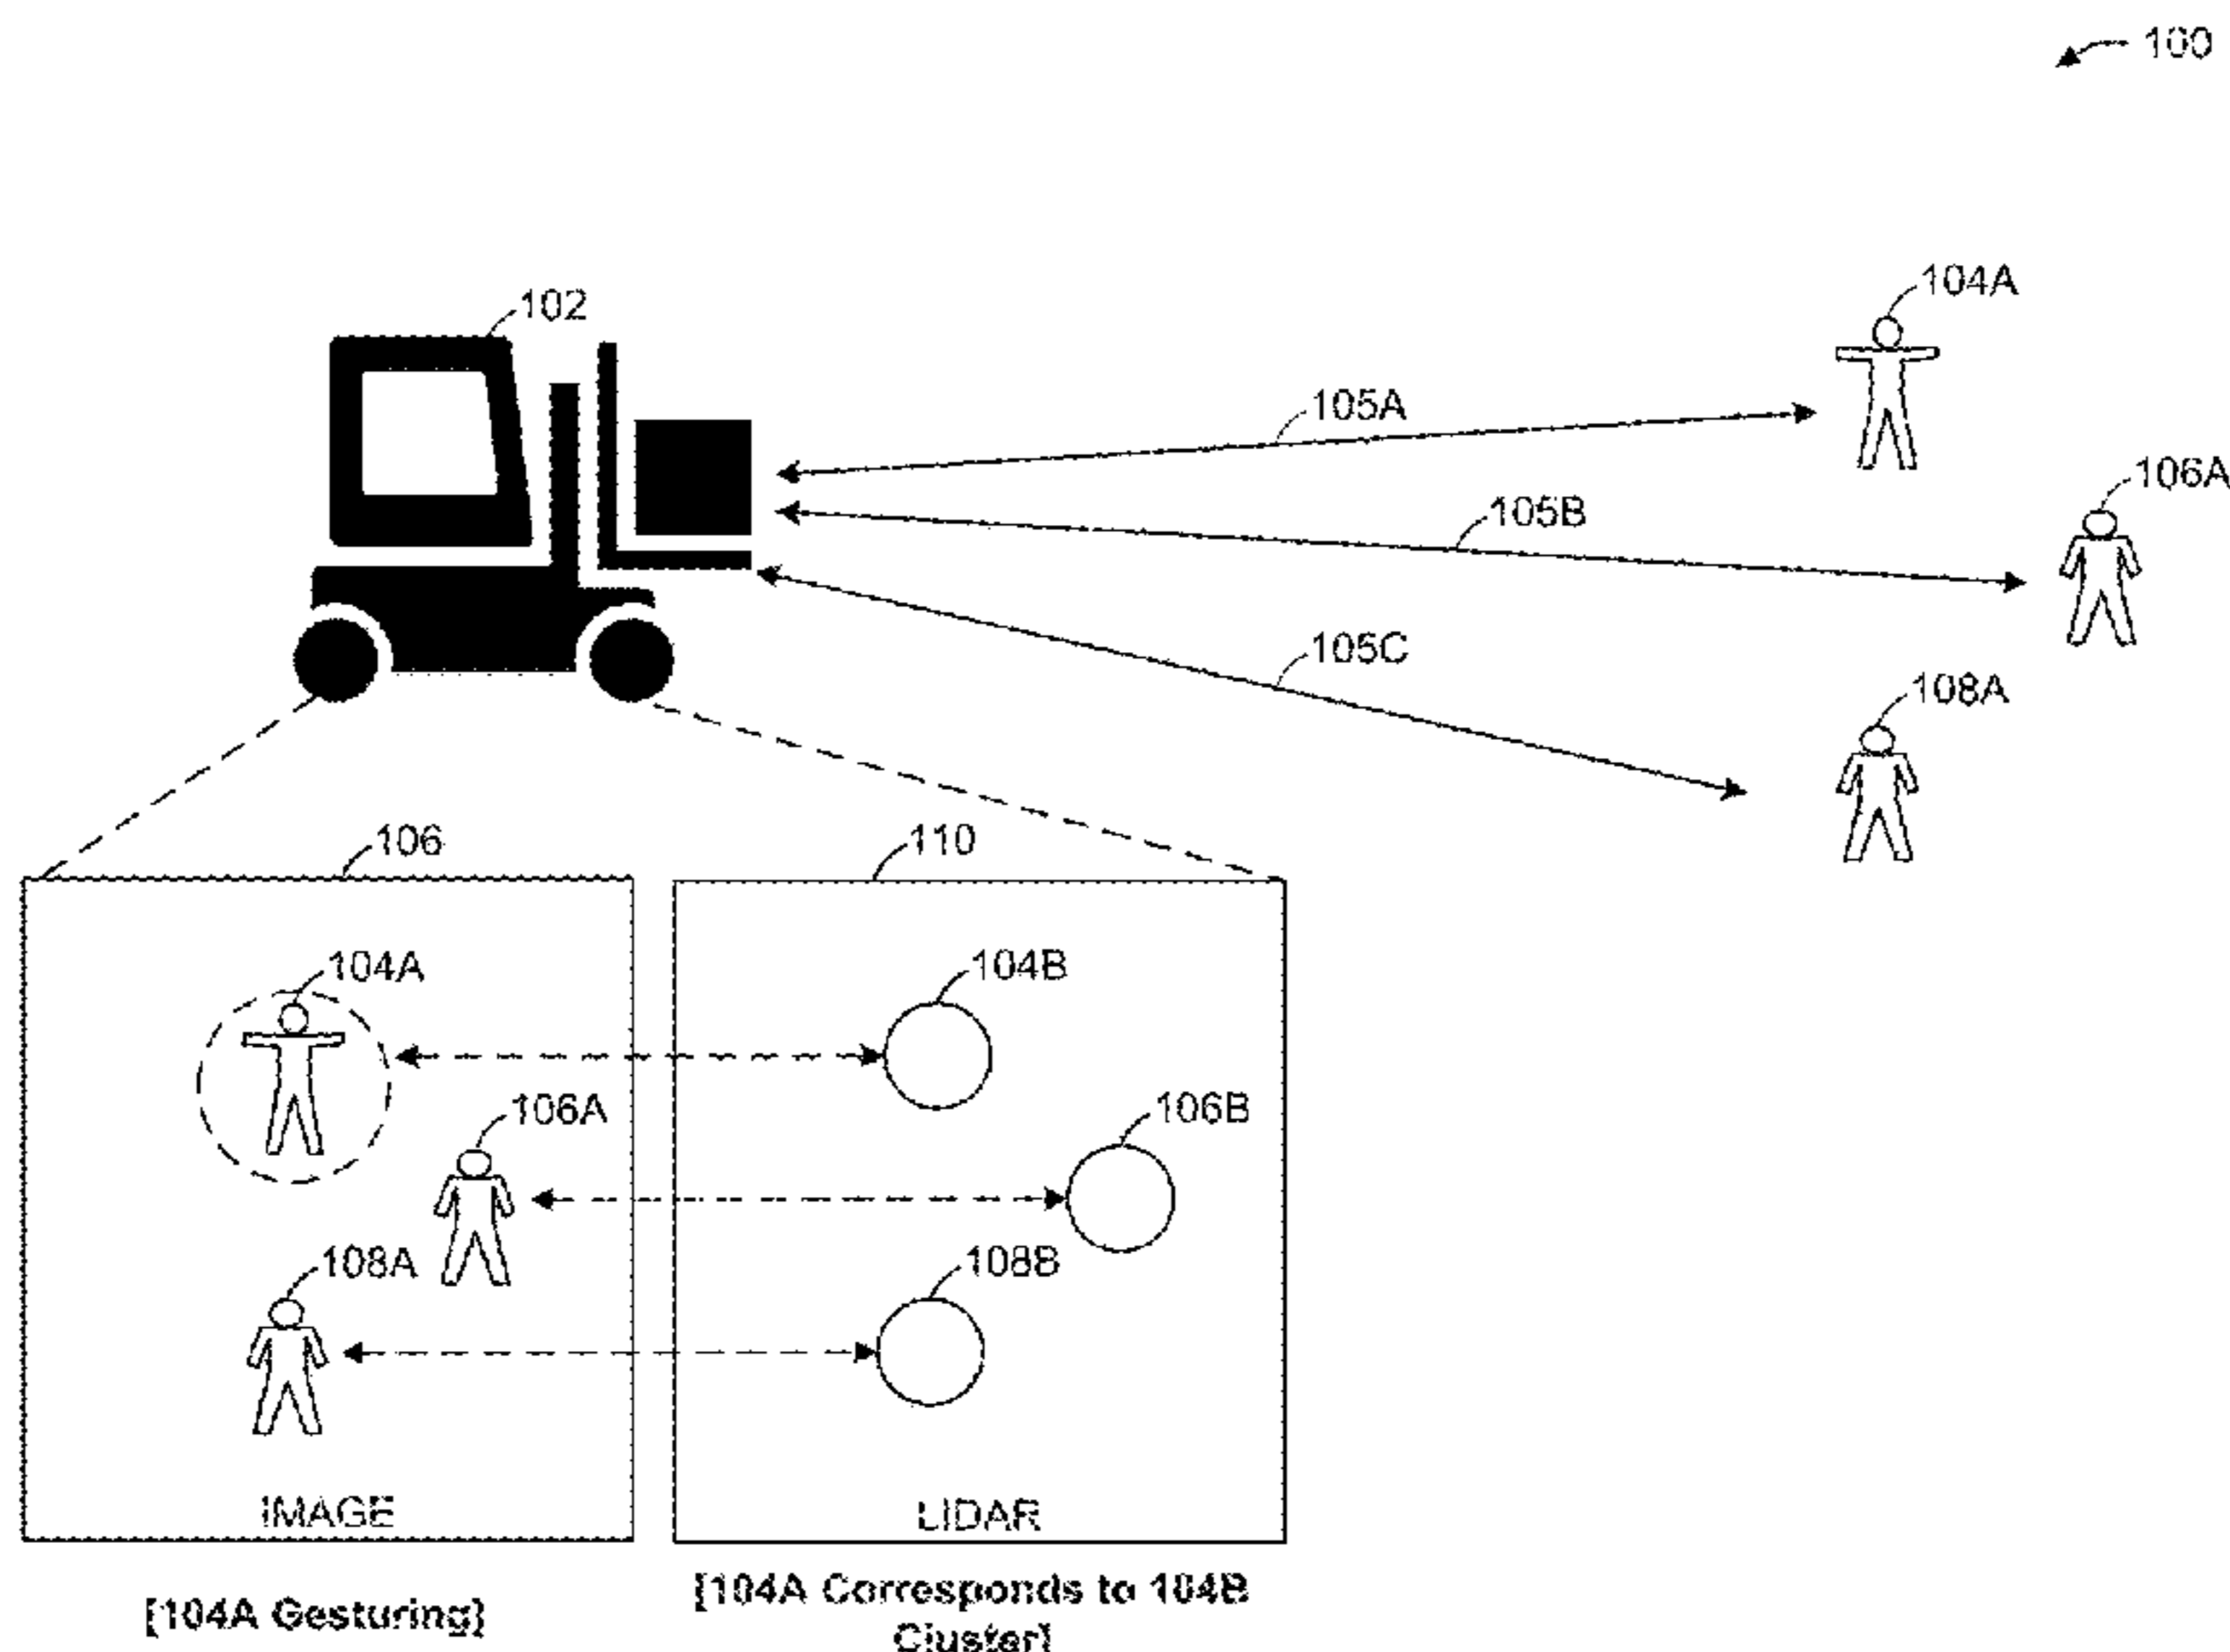 100
102
104A
105A
106A
105B
105C
108A
106
110
104A
104B
106A
106B
108A
108B
IMAGE
LIDAR
[104A Gesturing]
[104A Corresponds to 104B
Cluster]